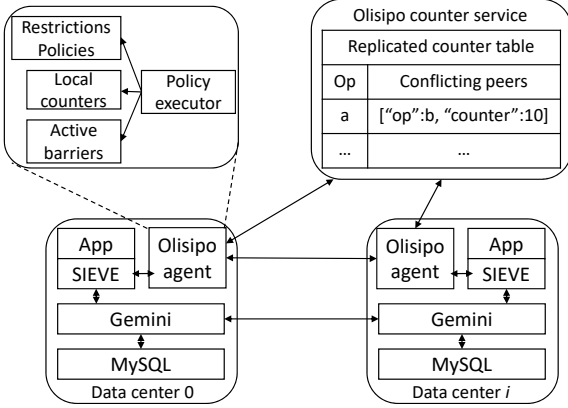 Restrictions
Policies
Local
counters
Active
barriers
Policy
executor
Olisipo counter service
Replicated counter table
Op Conflicting peers
a [“op”:b, “counter”:10]
... ...
App
SIEVE
Olisipo
agent
Gemini
MySQL
Data center 0
Olisipo
agent
App
SIEVE
Gemini
MySQL
Data center i